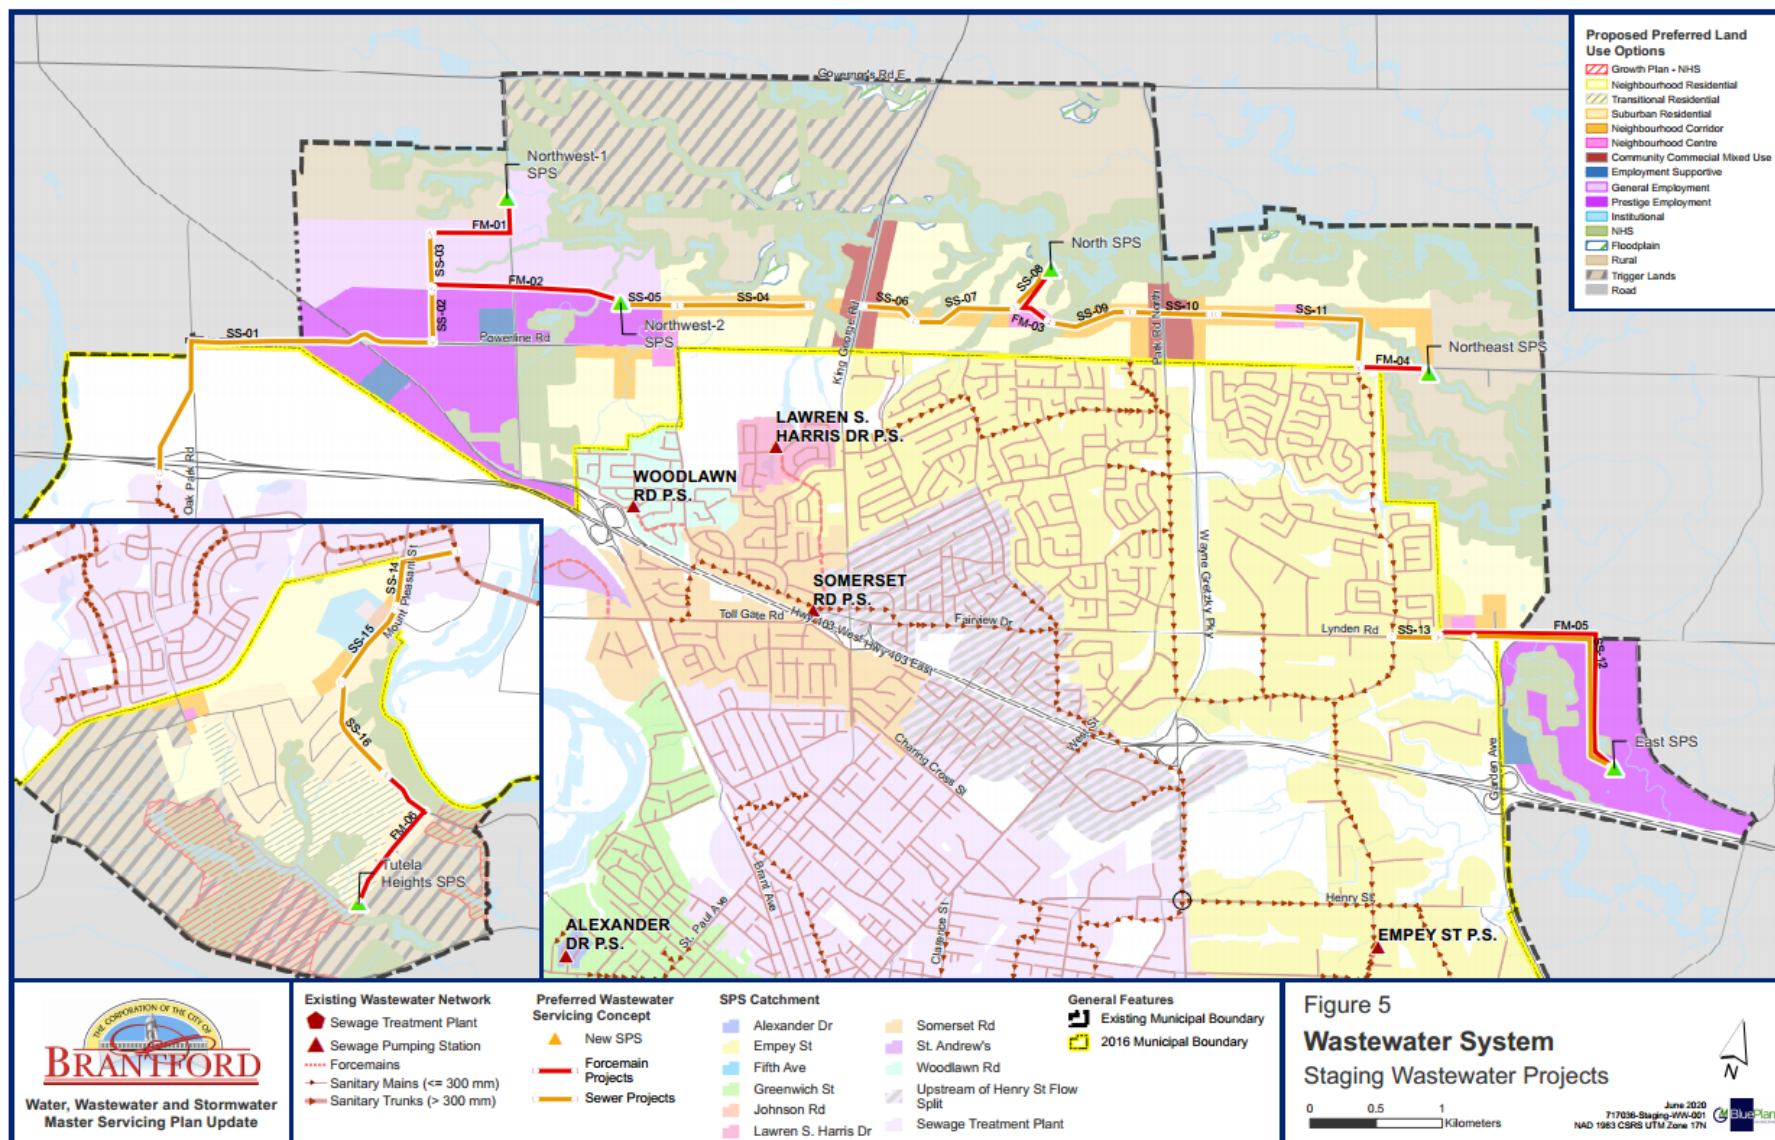 Governor's Rd E
Northwest-1
SPS
FM-01
SS-03
FM-02
SS-02
SS-05
SS-04
Northwest-2
SPS
SS-01
Powerline Rd
King George Rd
SS-06
SS-07
SS-08
North SPS
FM-03
SS-09
Park Rd North
SS-10
SS-11
FM-04
Northeast SPS
Oak Park Rd
LAWREN S.
HARRIS DR P.S.
WOODLAWN
RD P.S.
SOMERSET
RD P.S.
Toll Gate Rd
Hwy 403 West
Hwy 403 East
Fairview Dr
Wayne Gretzky Pky
Lynden Rd
SS-13
FM-05
SS-12
East SPS
Garden Ave
West St
Charing Cross St
Brant Ave
St. Paul Ave
Clarence St
Henry St
EMPEY ST P.S.
ALEXANDER
DR P.S.
SS-14
Mount Pleasant St
SS-15
SS-16
FM-06
Tutela
Heights SPS
Proposed Preferred Land
Use Options
Growth Plan - NHS
Neighbourhood Residential
Transitional Residential
Suburban Residential
Neighbourhood Corridor
Neighbourhood Centre
Community Commecial Mixed Use
Employment Supportive
General Employment
Prestige Employment
Institutional
NHS
Floodplain
Rural
Trigger Lands
Road
THE CORPORATION OF THE CITY OF
BRANTFORD
Water, Wastewater and Stormwater
Master Servicing Plan Update
Existing Wastewater Network
Sewage Treatment Plant
Sewage Pumping Station
Forcemains
Sanitary Mains (<= 300 mm)
Sanitary Trunks (> 300 mm)
Preferred Wastewater
Servicing Concept
New SPS
Forcemain
Projects
Sewer Projects
SPS Catchment
Alexander Dr
Empey St
Fifth Ave
Greenwich St
Johnson Rd
Lawren S. Harris Dr
Somerset Rd
St. Andrew's
Woodlawn Rd
Upstream of Henry St Flow
Split
Sewage Treatment Plant
General Features
Existing Municipal Boundary
2016 Municipal Boundary
Figure 5
Wastewater System
Staging Wastewater Projects
N
0 0.5 1
Kilometers
June 2020
717036-Staging-WW-001
NAD 1983 CSRS UTM Zone 17N
BluePlan